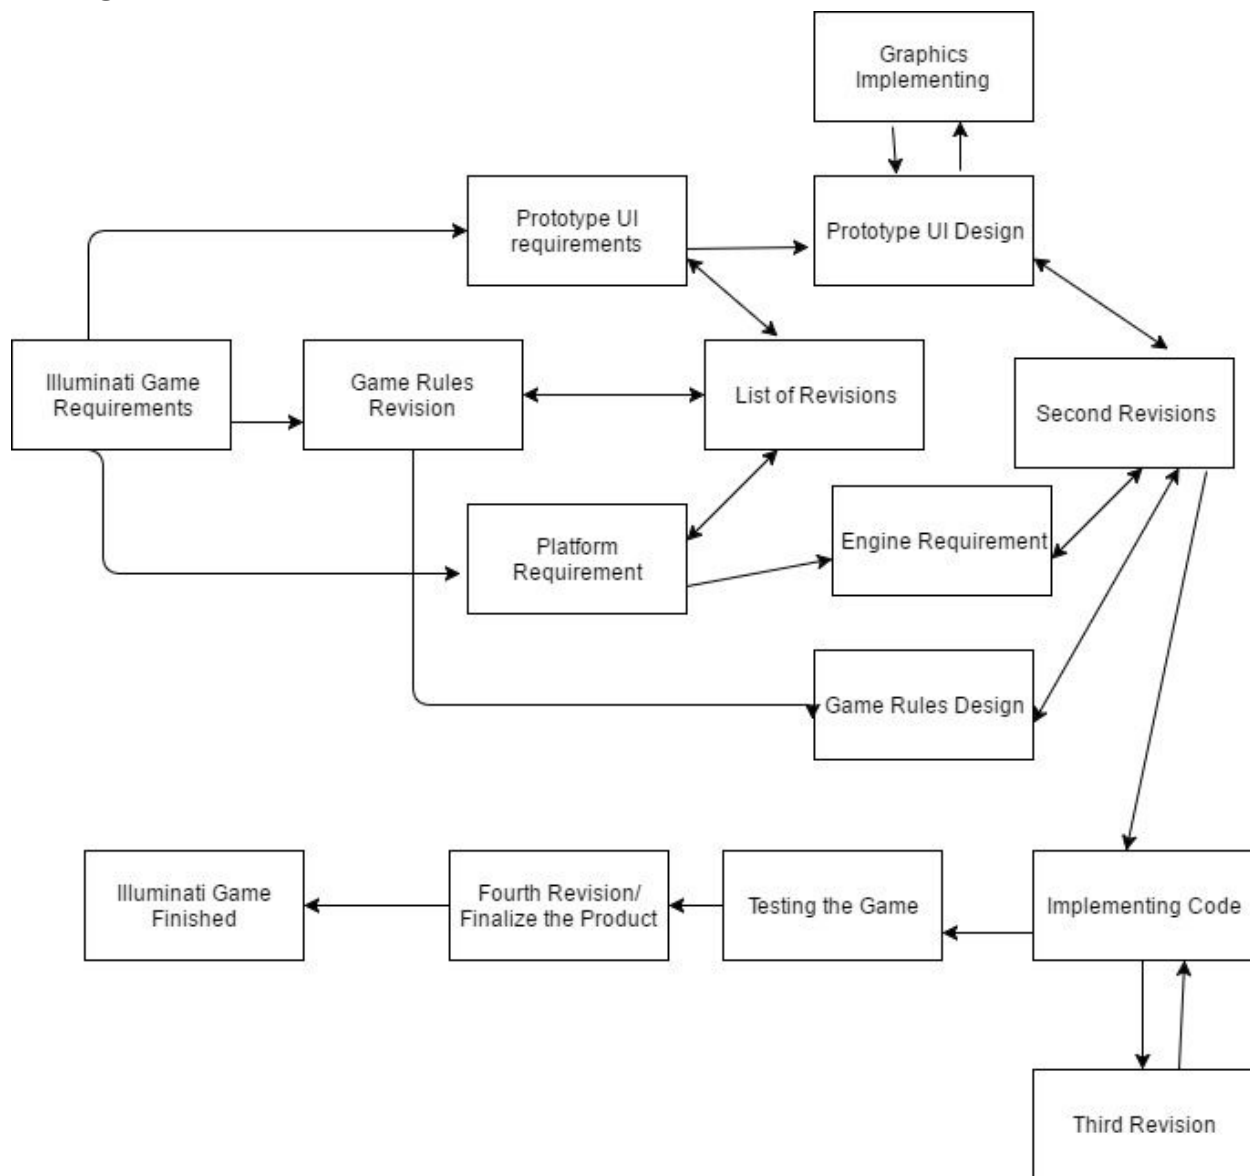 Graphics
Implementing
Prototype UI
requirements
Prototype UI Design
Illuminati Game
Requirements
Game Rules
Revision
List of Revisions
Second Revisions
Platform
Requirement
Engine Requirement
Game Rules Design
Illuminati Game
Finished
Fourth Revision/
Finalize the Product
Testing the Game
Implementing Code
Third Revision